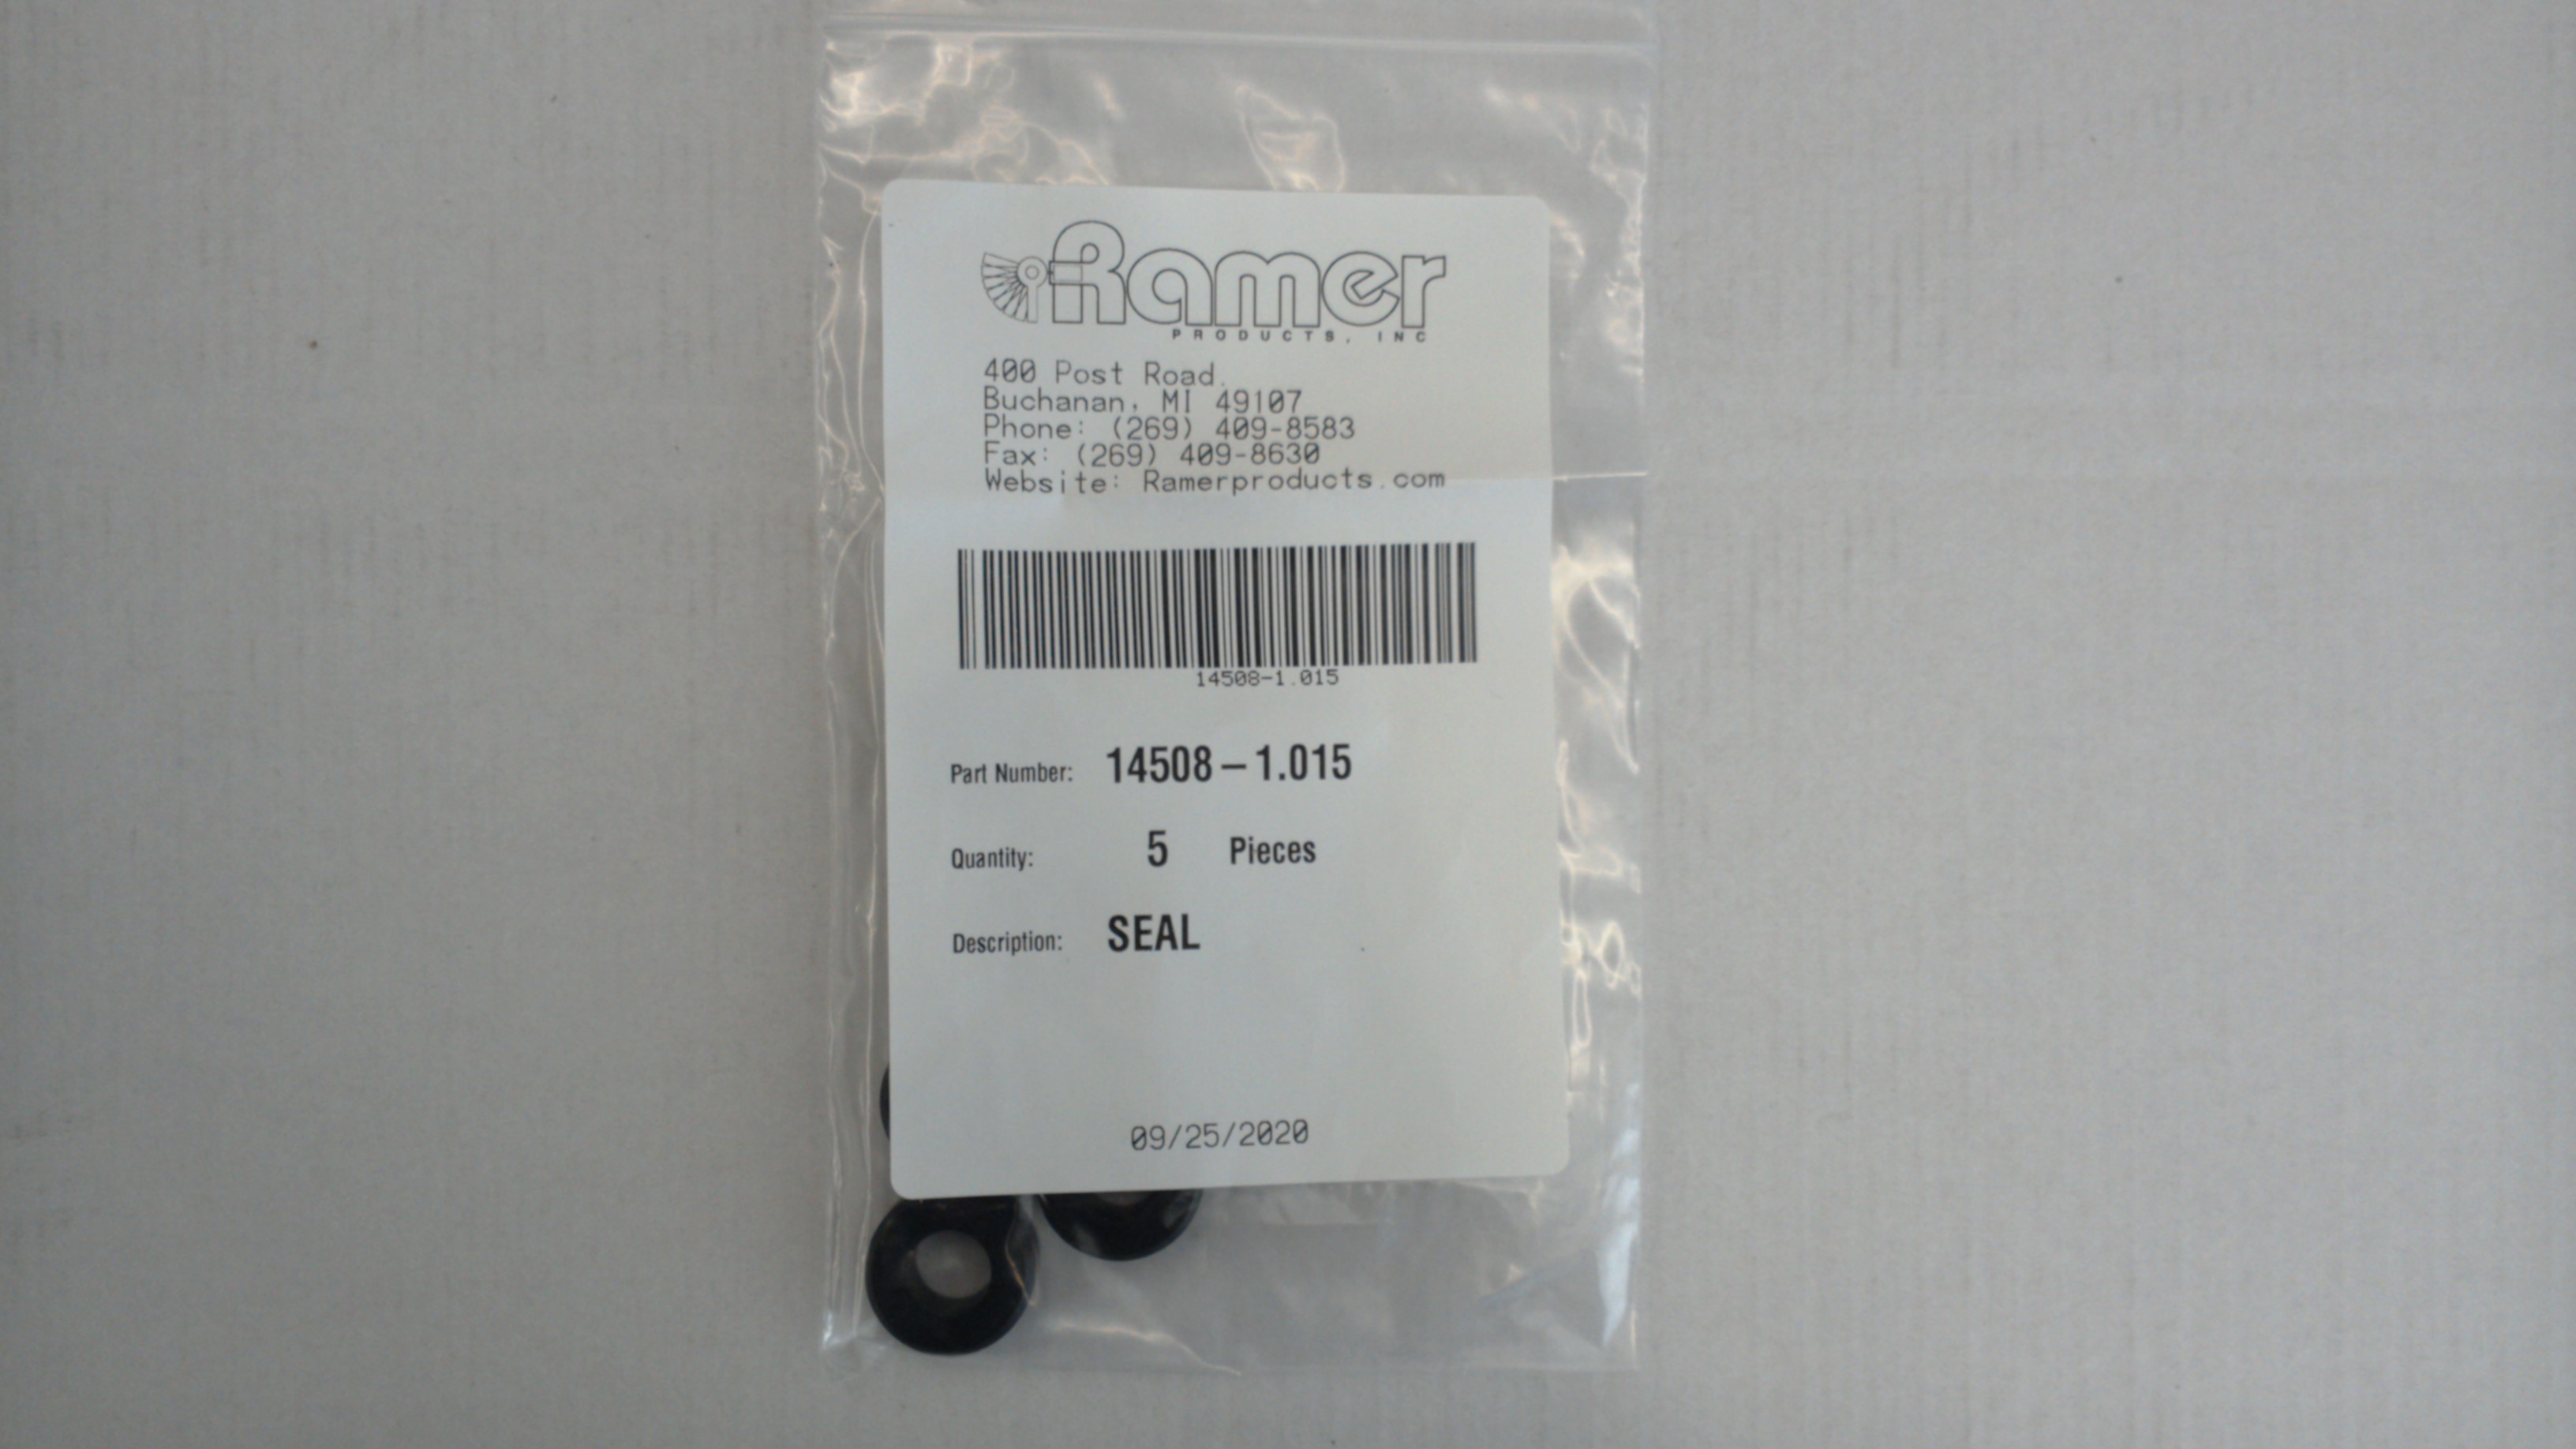 Ramer
PRODUCTS, INC
400 Post Road.
Buchanan, MI 49107
Phone: (269) 409-8583
Fax: (269) 409-8630
Website: Ramerproducts.com
14508-1.015
Part Number: 14508-1.015
Quantity: 5 Pieces
Description: SEAL
09/25/2020